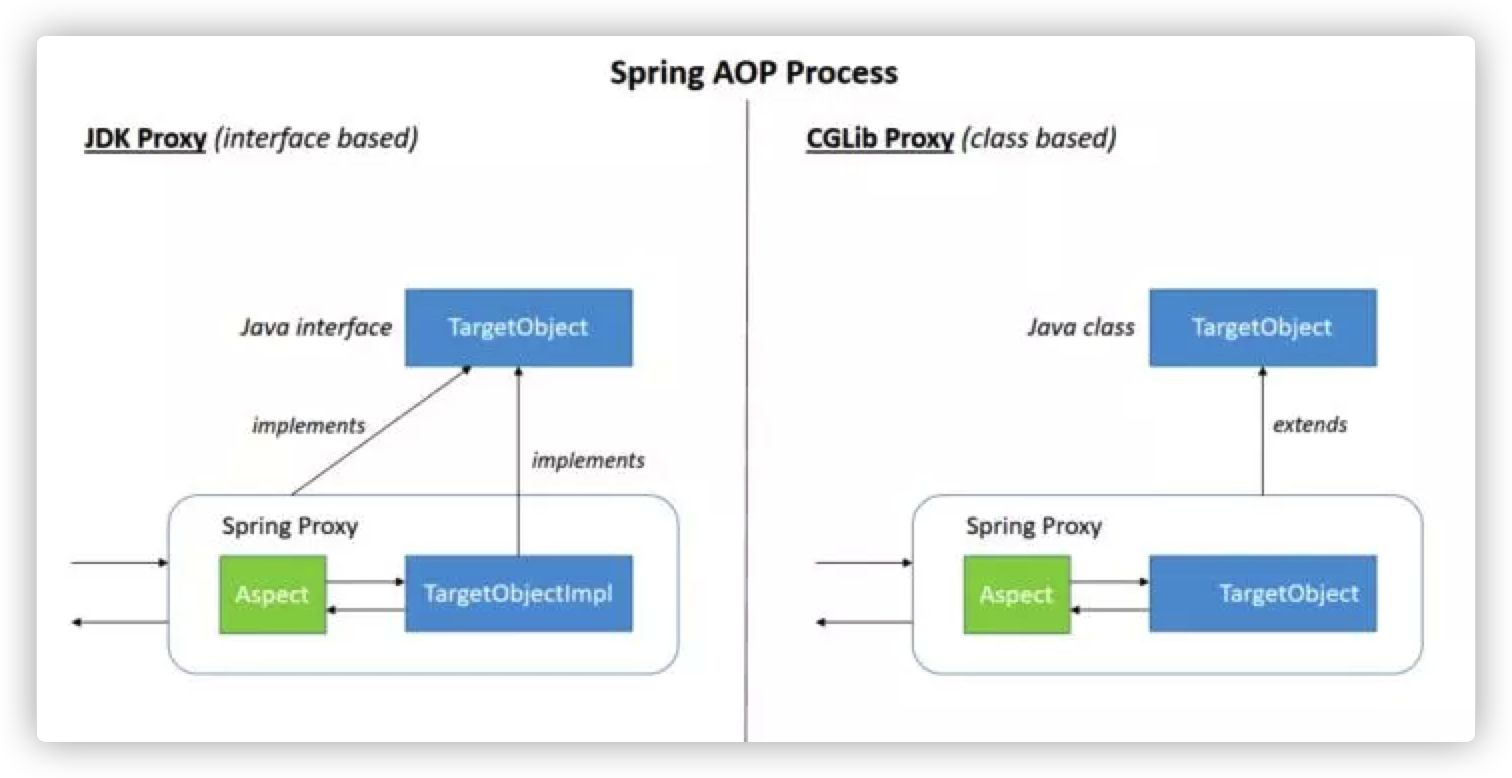 Spring AOP Process
JDK Proxy (interface based)
Java interface
TargetObject
implements
implements
Spring Proxy
Aspect
TargetObjectImpl
CGLib Proxy (class based)
Java class
TargetObject
extends
Spring Proxy
Aspect
TargetObject